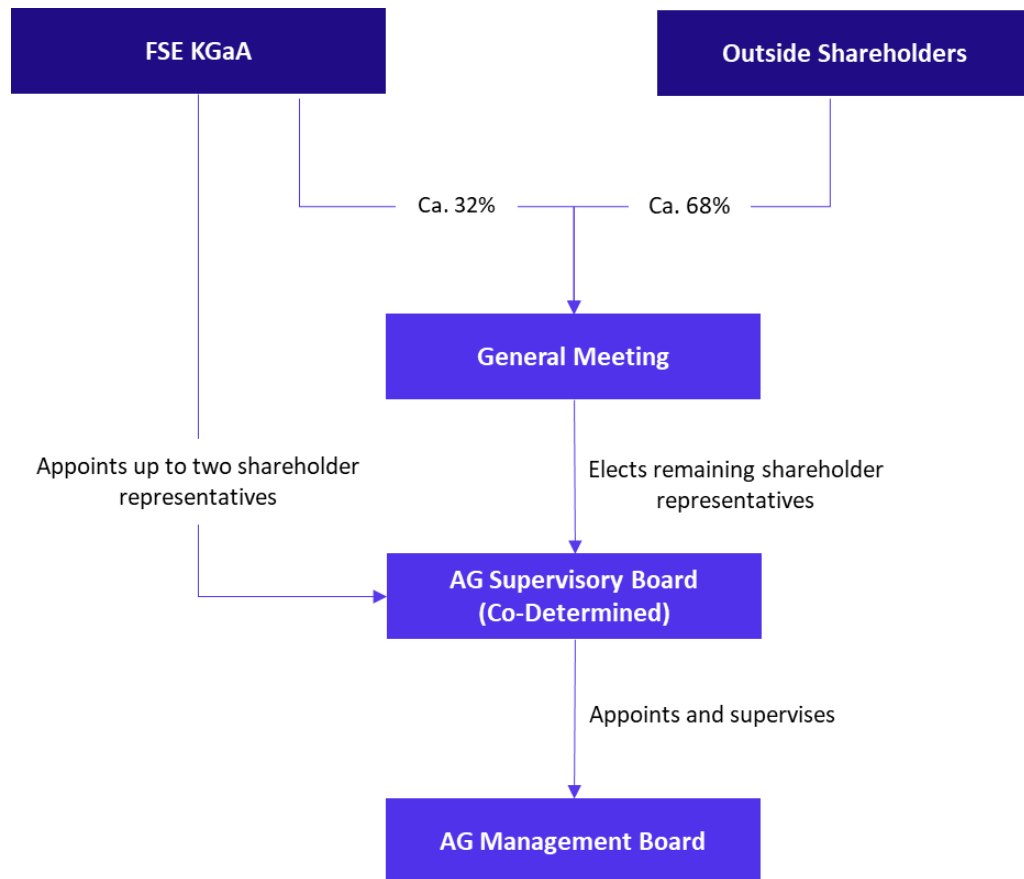 FSE KGaA
Outside Shareholders
Ca. 32%
Ca. 68%
General Meeting
Appoints up to two shareholder
representatives
Elects remaining shareholder
representatives
AG Supervisory Board
(Co-Determined)
Appoints and supervises
AG Management Board